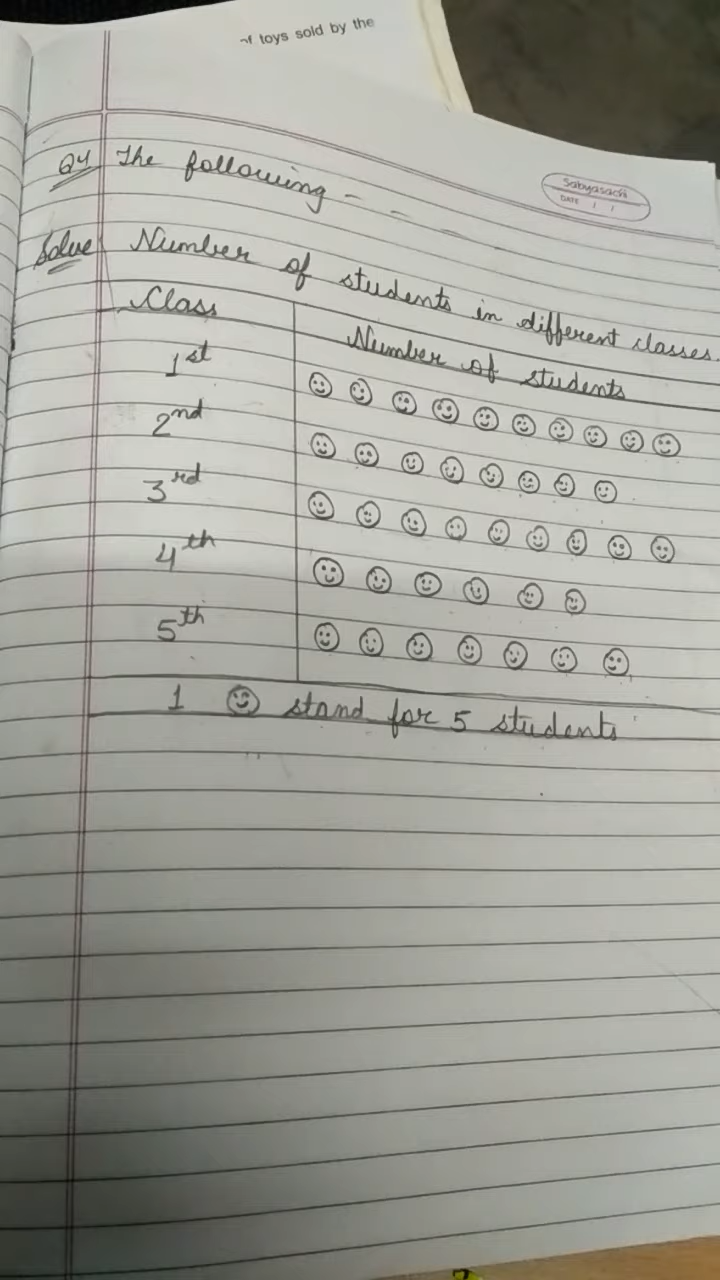 of toys sold by the
Sabyasachi
DATE / /
Q4 The following - - -
Solve Number of students in different classes.
Class Number of students
1st ☺ ☺ ☺ ☺ ☺ ☺ ☺ ☺ ☺ ☺
2nd ☺ ☺ ☺ ☺ ☺ ☺ ☺ ☺
3rd ☺ ☺ ☺ ☺ ☺ ☺ ☺ ☺ ☺
4th ☺ ☺ ☺ ☺ ☺ ☺
5th ☺ ☺ ☺ ☺ ☺ ☺ ☺
1 ☺ stand for 5 students